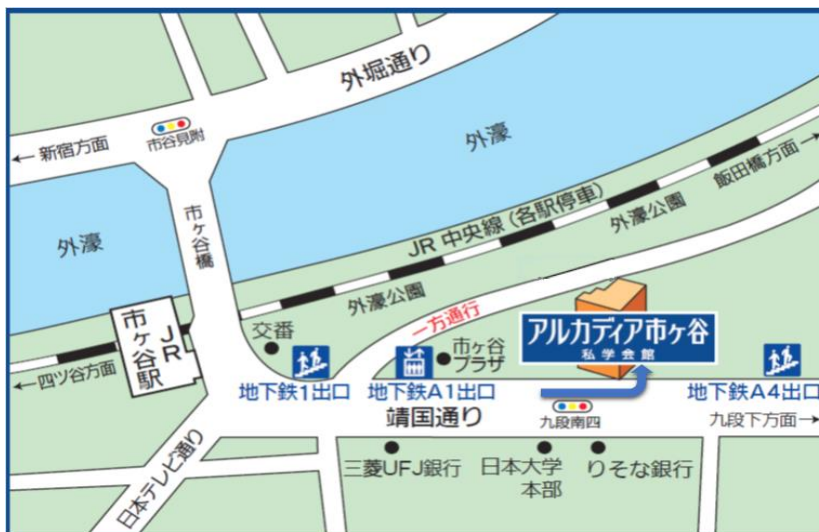 外堀通り
←新宿方面
市谷見附
外濠
飯田橋方面→
市ヶ谷橋
外濠
JR 中央線（各駅停車）
外濠公園
外濠公園
一方通行
交番
市ヶ谷
プラザ
アルカディア市ヶ谷
私学会館
JR
市ヶ谷駅
←四ツ谷方面
地下鉄1出口
地下鉄A1出口
地下鉄A4出口
靖国通り
九段南四
九段下方面→
日本テレビ通り
三菱UFJ銀行
日本大学
本部
りそな銀行